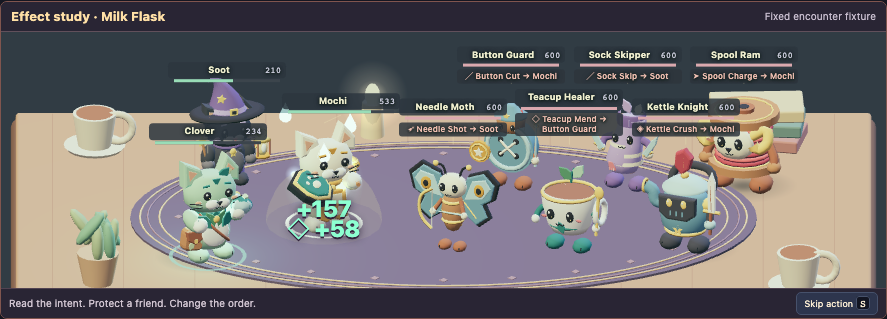 Effect study · Milk Flask
Fixed encounter fixture
Button Guard 600
Button Cut → Mochi
Sock Skipper 600
Sock Skip → Soot
Spool Ram 600
Spool Charge → Mochi
Soot 210
Mochi 533
Needle Moth 600
Needle Shot → Soot
Teacup Healer 600
Teacup Mend →
Button Guard
Kettle Knight 600
Kettle Crush → Mochi
Clover 234
+157
+58
Read the intent. Protect a friend. Change the order.
Skip action S